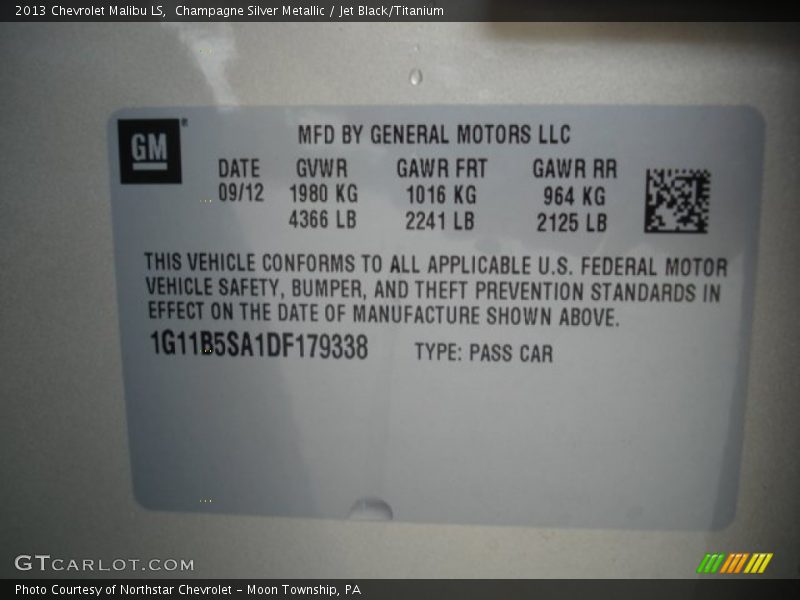 2013 Chevrolet Malibu LS,  Champagne Silver Metallic / Jet Black/Titanium
GM®
MFD BY GENERAL MOTORS LLC
DATE GVWR GAWR FRT GAWR RR
09/12 1980 KG 1016 KG 964 KG
4366 LB 2241 LB 2125 LB
THIS VEHICLE CONFORMS TO ALL APPLICABLE U.S. FEDERAL MOTOR
VEHICLE SAFETY, BUMPER, AND THEFT PREVENTION STANDARDS IN
EFFECT ON THE DATE OF MANUFACTURE SHOWN ABOVE.
1G11B5SA1DF179338 TYPE: PASS CAR
GTCARLOT.COM
Photo Courtesy of Northstar Chevrolet - Moon Township, PA